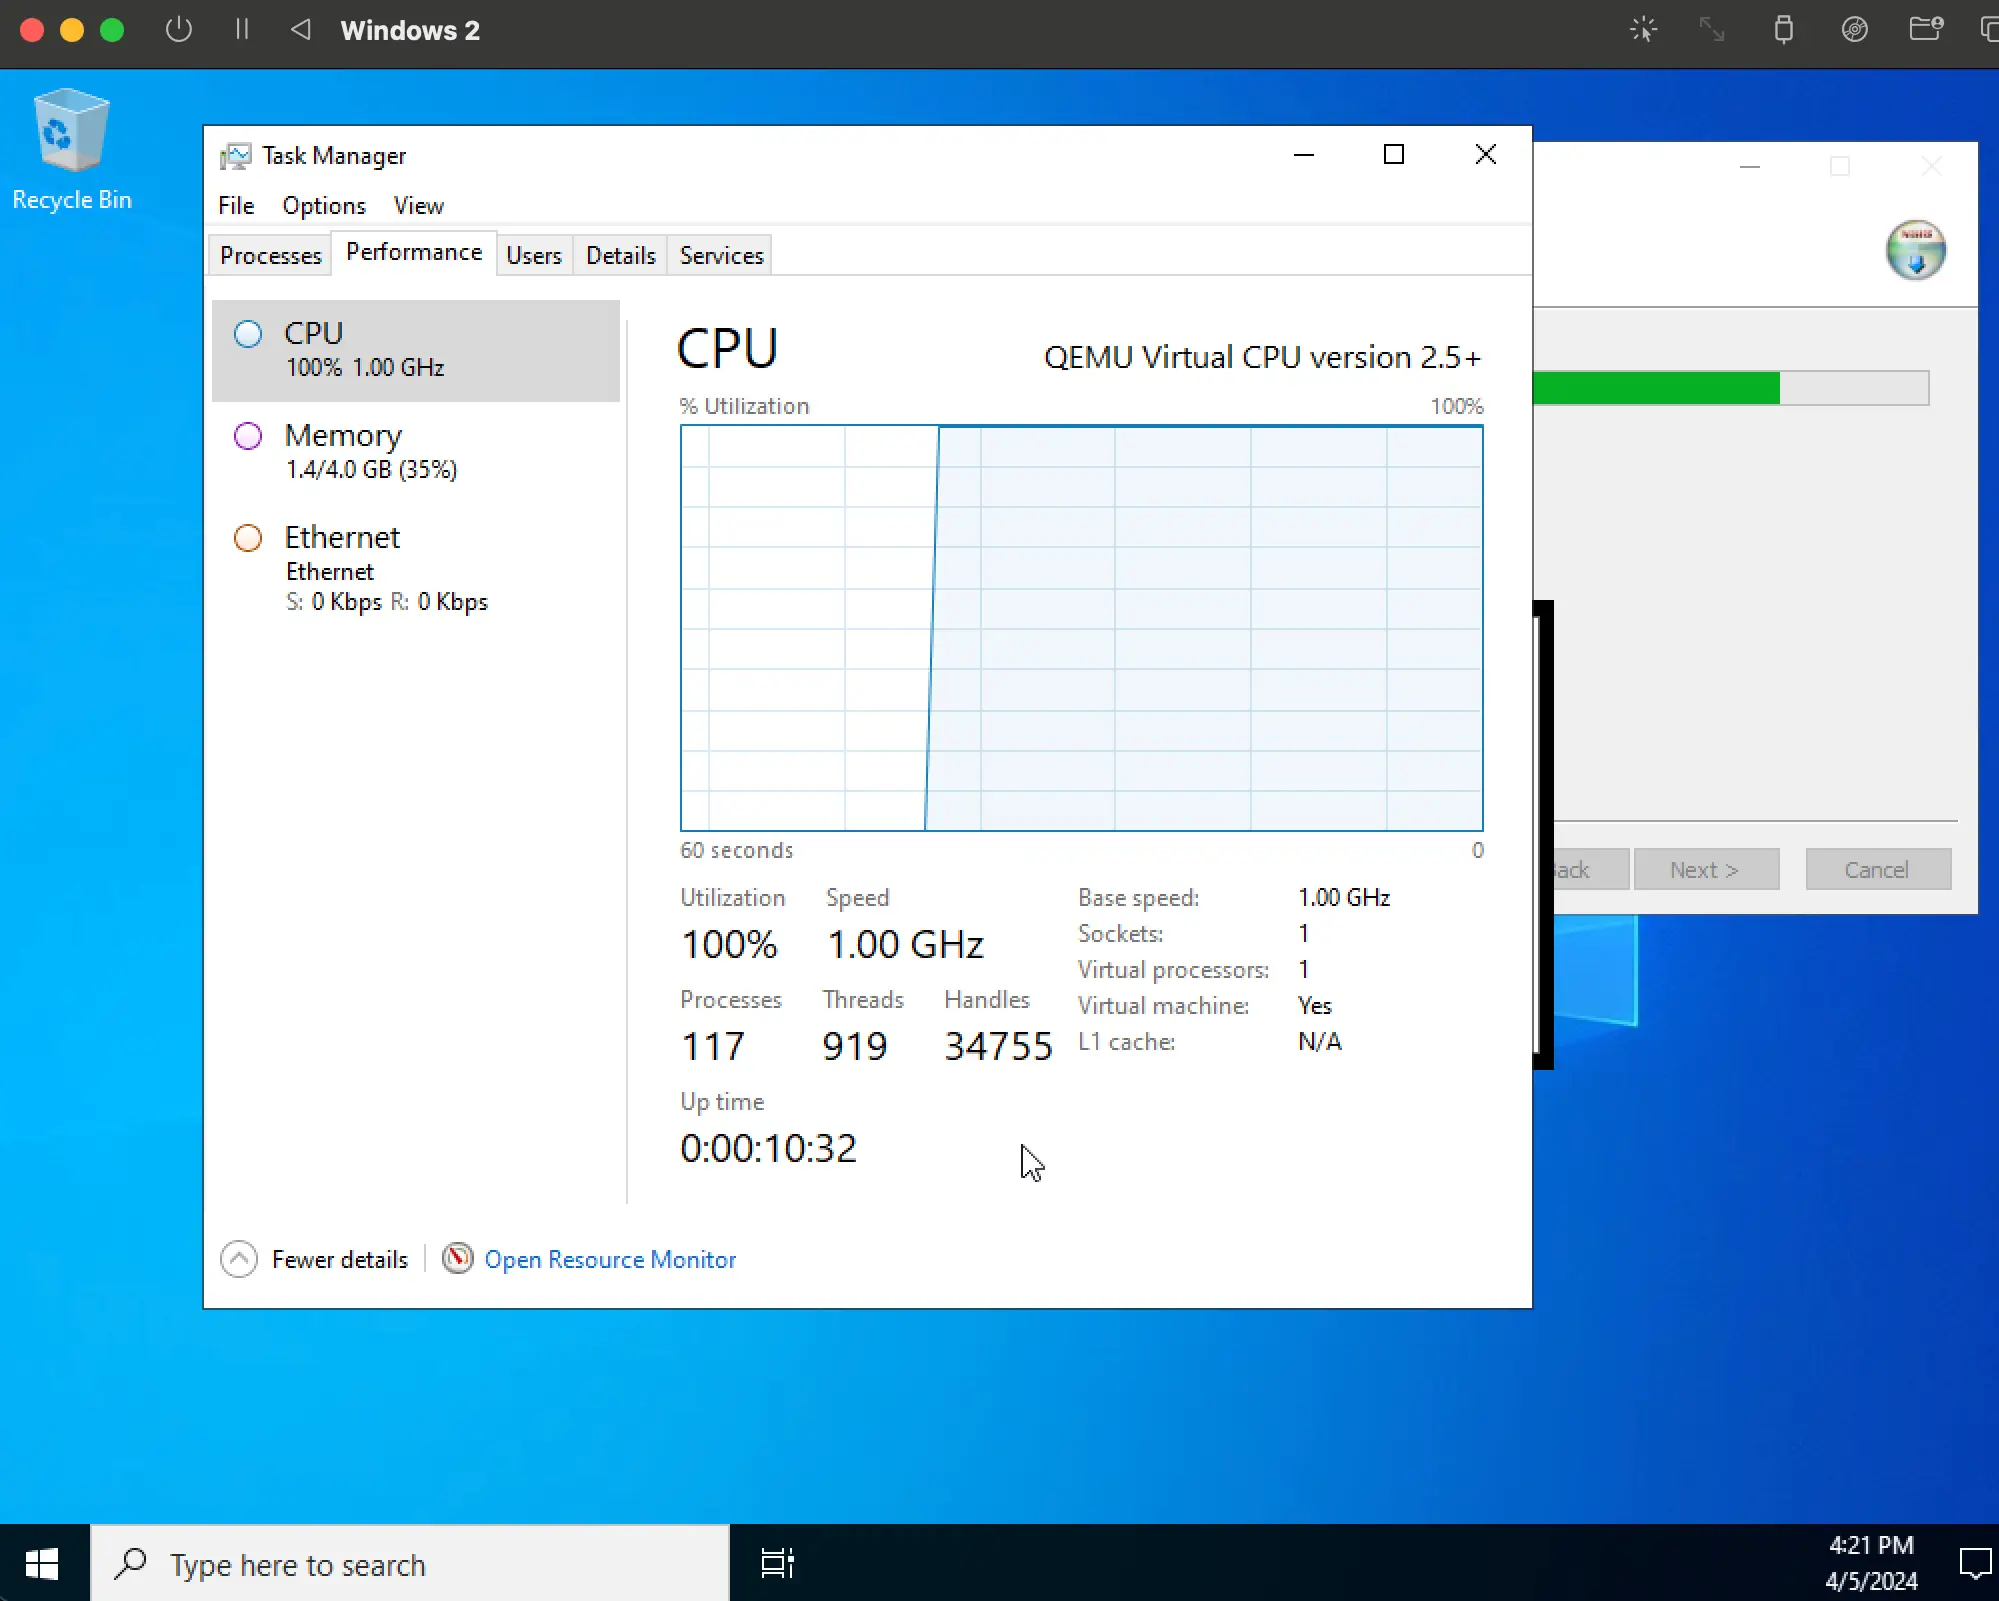 Windows 2
Recycle Bin
Task Manager
File Options View
Processes Performance Users Details Services
CPU
100% 1.00 GHz
Memory
1.4/4.0 GB (35%)
Ethernet
Ethernet
S: 0 Kbps R: 0 Kbps
CPU
QEMU Virtual CPU version 2.5+
% Utilization 100%
60 seconds 0
Utilization Speed
100% 1.00 GHz
Processes Threads Handles
117 919 34755
Up time
0:00:10:32
Base speed: 1.00 GHz
Sockets: 1
Virtual processors: 1
Virtual machine: Yes
L1 cache: N/A
Fewer details Open Resource Monitor
ack Next > Cancel
Type here to search
4:21 PM
4/5/2024